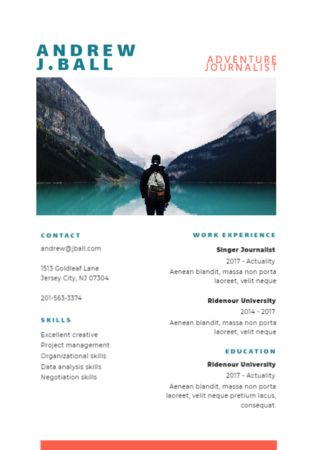 ANDREW
J.BALL
ADVENTURE
JOURNALIST
CONTACT
andrew@jball.com
1513 Goldleaf Lane
Jersey City, NJ 07304
201-563-3374
SKILLS
Excellent creative
Project management
Organizational skills
Data analysis skills
Negotiation skills
WORK EXPERIENCE
Singer Journalist
2017 - Actuality
Aenean blandit, massa non porta
laoreet, velit neque
Ridenour University
2014 - 2017
Aenean blandit, massa non porta
laoreet, velit neque
EDUCATION
Ridenour University
2017 - Actuality
Aenean blandit, massa non porta
laoreet, velit neque pretium lacus,
consequat.